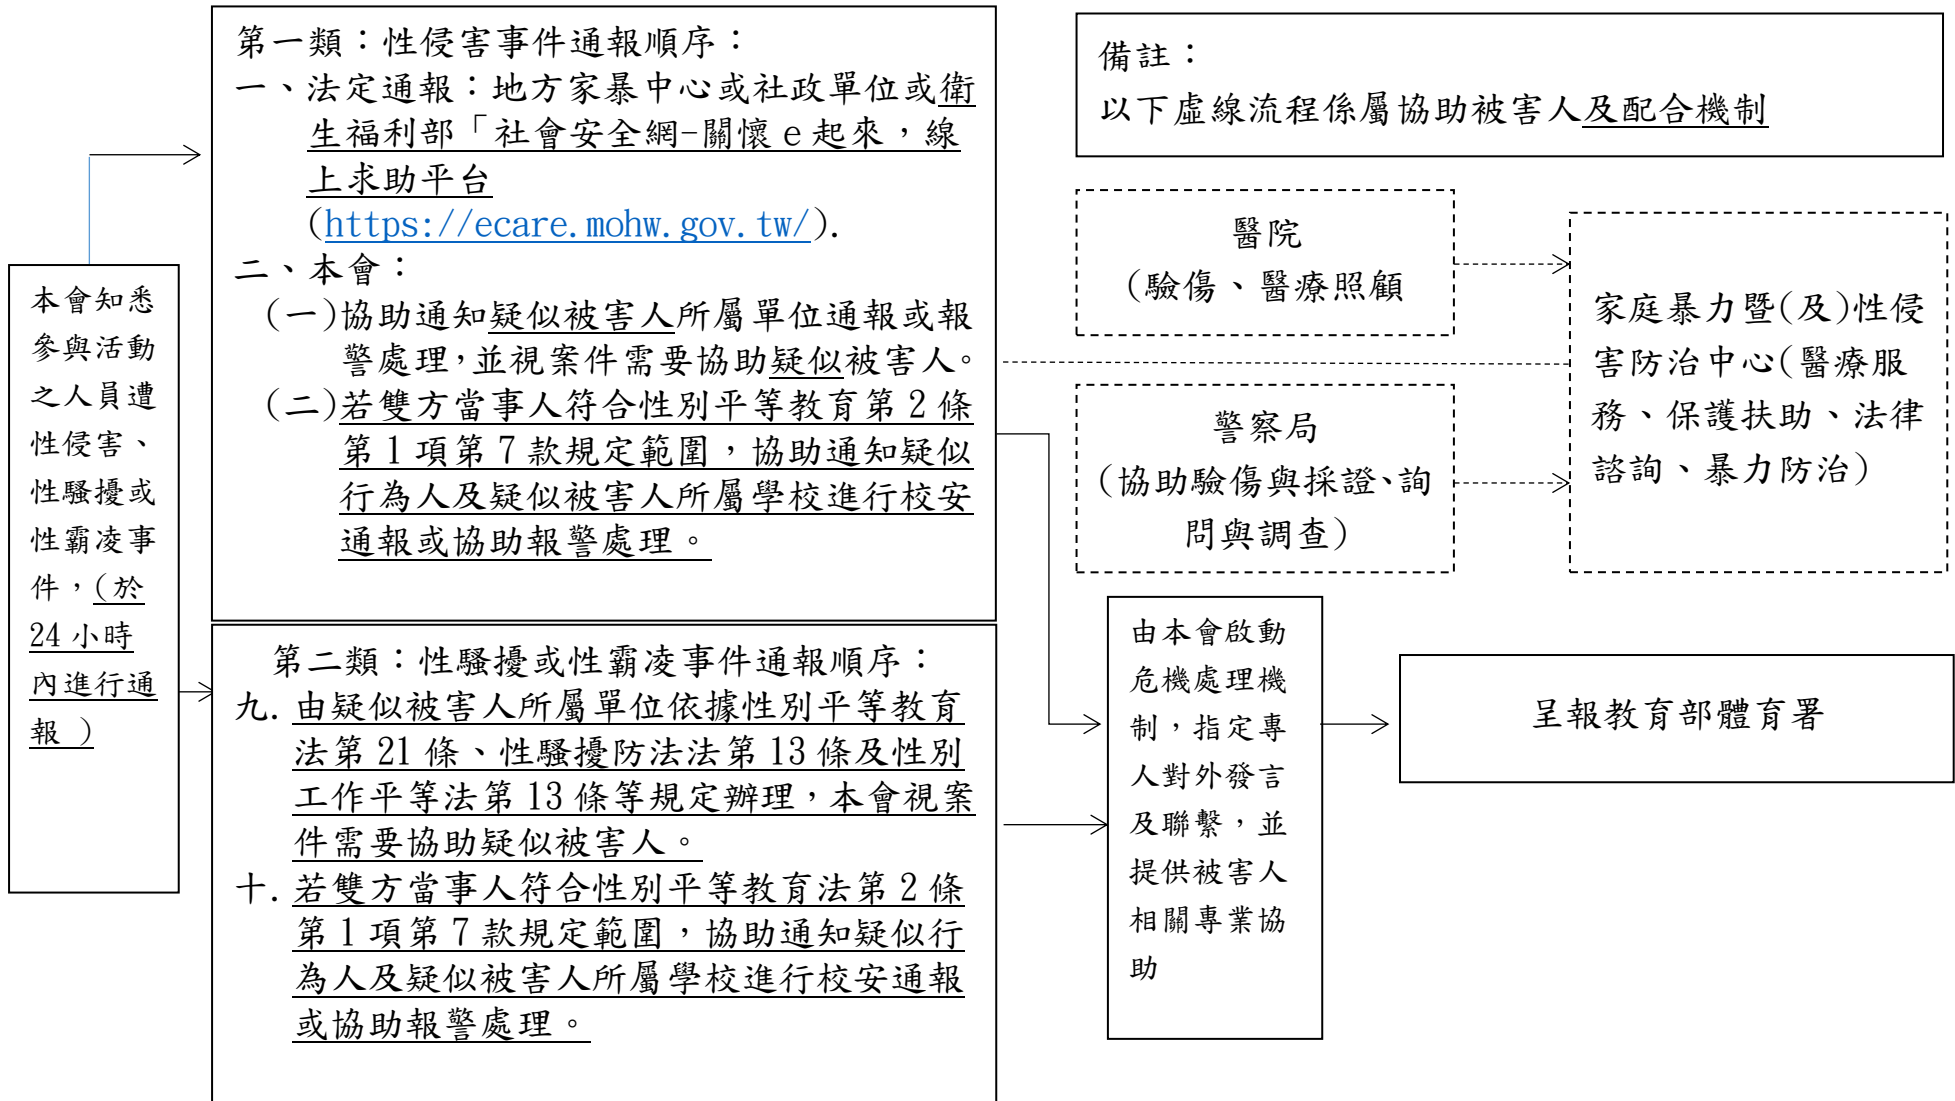 本會知悉
參與活動
之人員遭
性侵害、
性騷擾或
性霸凌事
件，(於
24 小時
內進行通
報 )
第一類：性侵害事件通報順序：
一、法定通報：地方家暴中心或社政單位或衛
生福利部「社會安全網-關懷 e 起來，線
上求助平台
(https://ecare.mohw.gov.tw/).
二、本會：
(一)協助通知疑似被害人所屬單位通報或報
警處理，並視案件需要協助疑似被害人。
(二)若雙方當事人符合性別平等教育第 2 條
第 1 項第 7 款規定範圍，協助通知疑似
行為人及疑似被害人所屬學校進行校安
通報或協助報警處理。
第二類：性騷擾或性霸凌事件通報順序：
九. 由疑似被害人所屬單位依據性別平等教育
法第 21 條、性騷擾防法法第 13 條及性別
工作平等法第 13 條等規定辦理，本會視案
件需要協助疑似被害人。
十. 若雙方當事人符合性別平等教育法第 2 條
第 1 項第 7 款規定範圍，協助通知疑似行
為人及疑似被害人所屬學校進行校安通報
或協助報警處理。
備註：
以下虛線流程係屬協助被害人及配合機制
醫院
(驗傷、醫療照顧
警察局
(協助驗傷與採證、詢
問與調查)
家庭暴力暨(及)性侵
害防治中心(醫療服
務、保護扶助、法律
諮詢、暴力防治)
由本會啟動
危機處理機
制，指定專
人對外發言
及聯繫，並
提供被害人
相關專業協
助
呈報教育部體育署